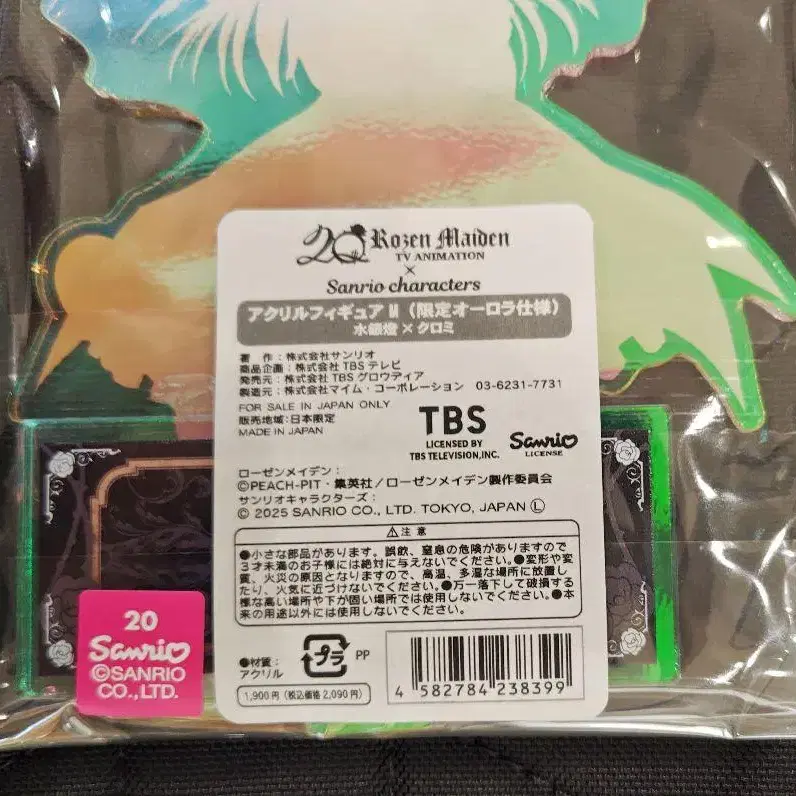 20th Rozen Maiden
TV ANIMATION
×
Sanrio characters
アクリルフィギュア M（限定オーロラ仕様）
水銀燈×クロミ
著 作：株式会社サンリオ
商品企画：株式会社 TBS テレビ
発売元：株式会社 TBS グロウディア
製造元：株式会社マイム・コーポレーション 03-6231-7731
FOR SALE IN JAPAN ONLY
販売地域：日本限定
MADE IN JAPAN
TBS
LICENSED BY
TBS TELEVISION,INC.
Sanrio
LICENSE
ローゼンメイデン：
©PEACH-PIT・集英社／ローゼンメイデン製作委員会
サンリオキャラクターズ：
© 2025 SANRIO CO., LTD. TOKYO, JAPAN Ⓛ
⚠注 意
●小さな部品があります。誤飲、窒息の危険がありますので
３才未満のお子様には絶対に与えないでください。●変形や変
質、火災の原因となりますので、高温、多湿な場所に放置し
たり、火気に近づけないでください。●万一落下して破損する
様な高い場所や下が固い場所では使用しないでください。●本
来の用途以外には使用しないでください。
●材質：
アクリル
プラ
PP
1,900円（税込価格 2,090円）
4 582784 238399
20
Sanrio
©SANRIO
CO.,LTD.